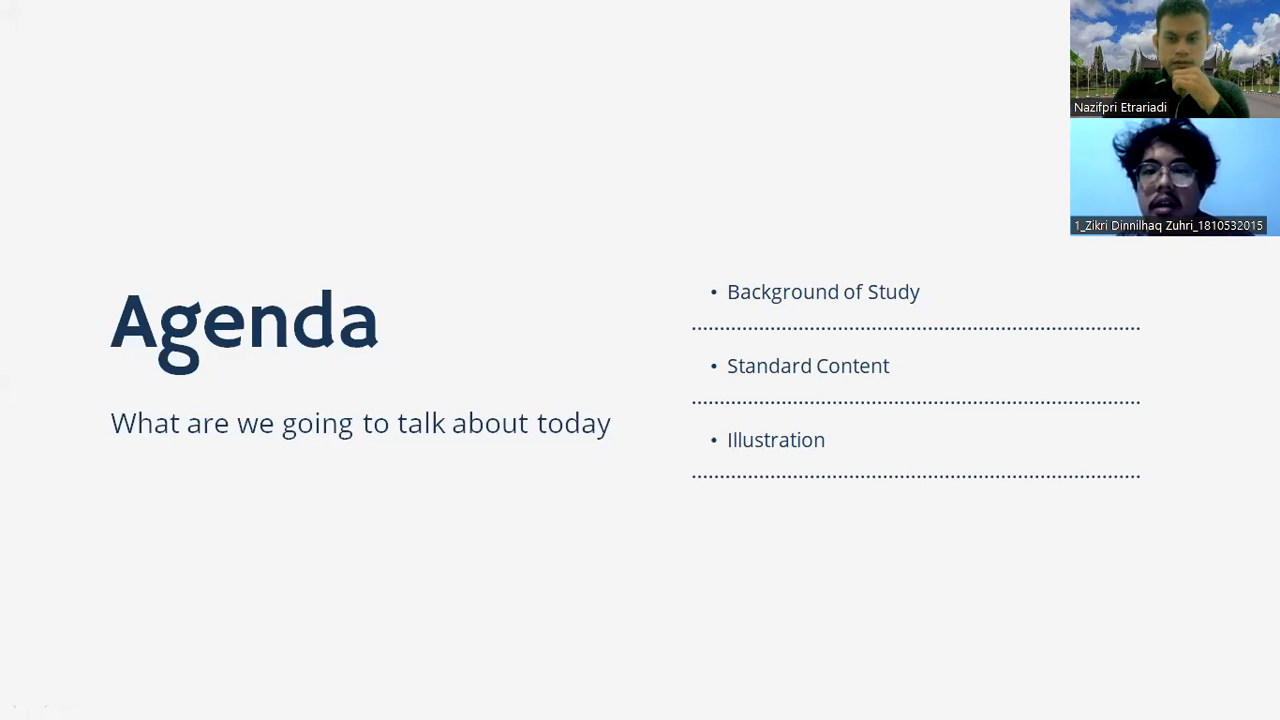 Nazifpri Etrariadi
1_Zikri Dinnilhaq Zuhri_1810532015
Agenda
What are we going to talk about today
• Background of Study
• Standard Content
• Illustration